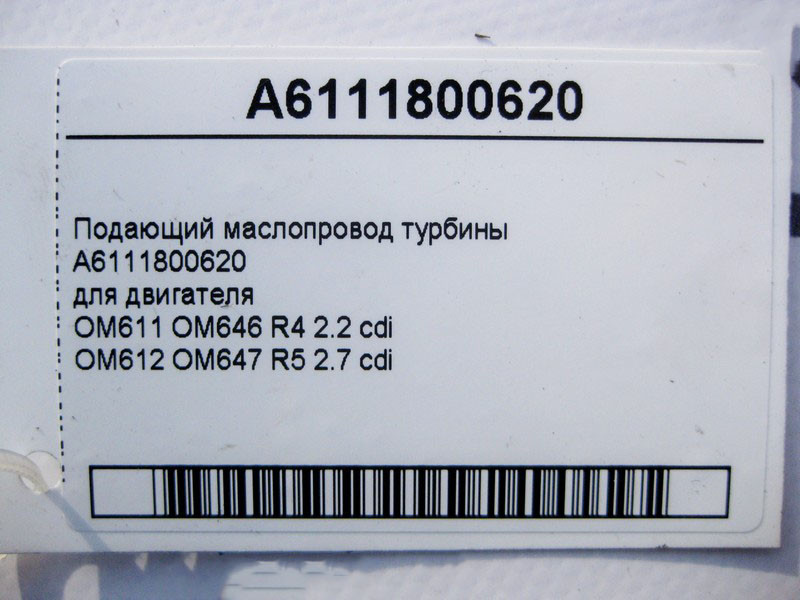 A6111800620
Подающий маслопровод турбины
A6111800620
для двигателя
OM611 OM646 R4 2.2 cdi
OM612 OM647 R5 2.7 cdi